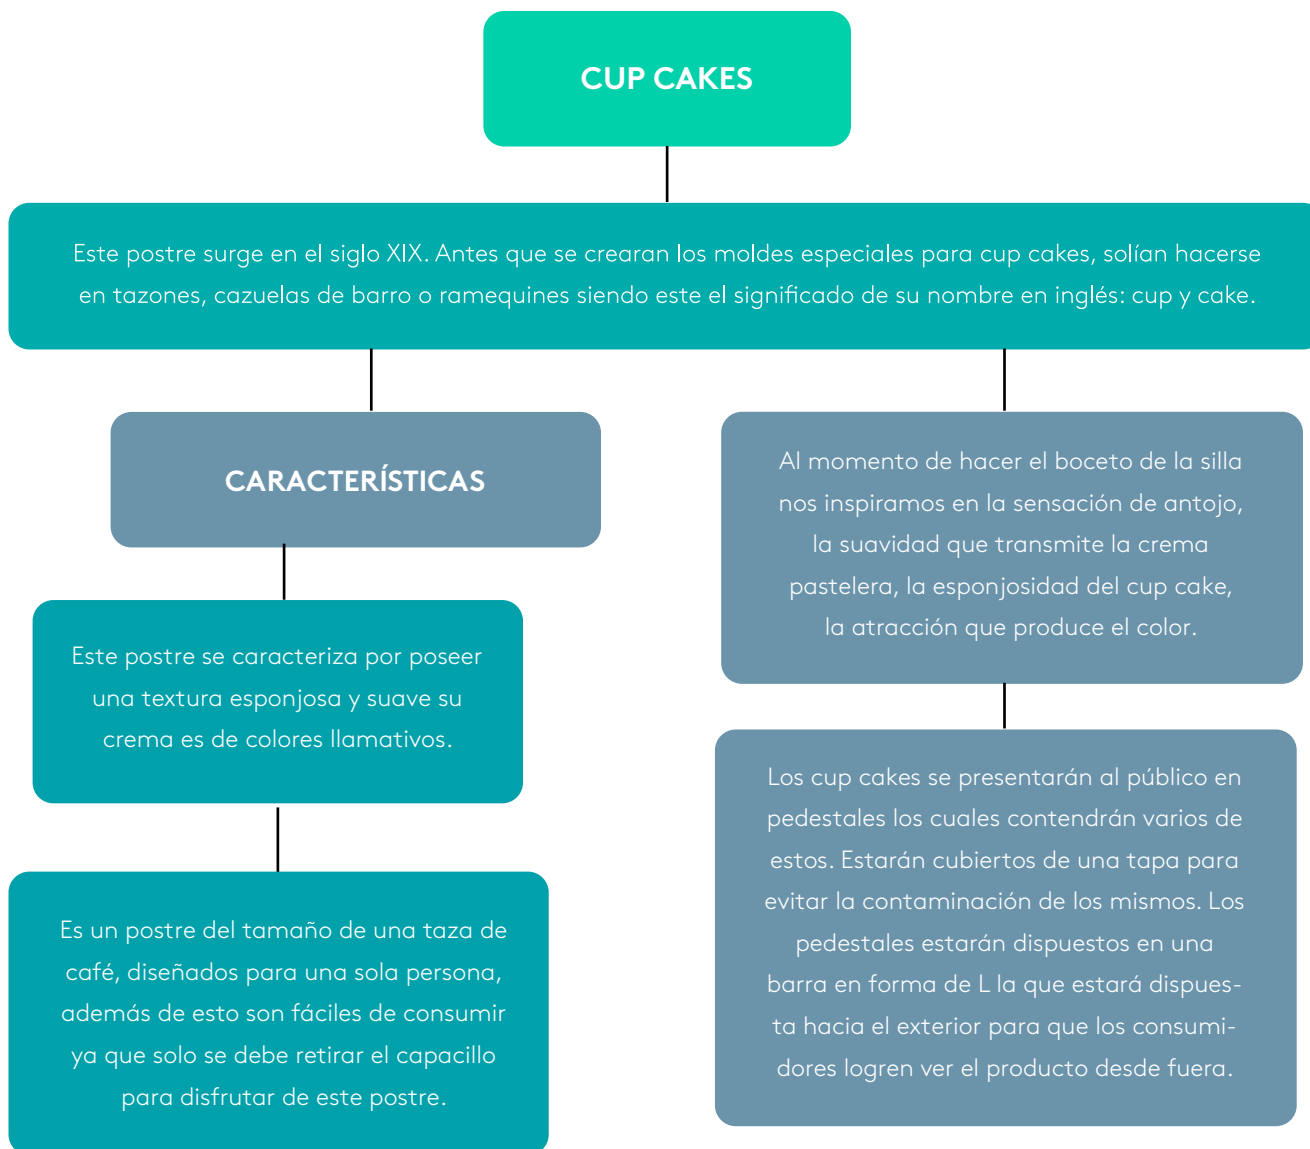 CUP CAKES
Este postre surge en el siglo XIX. Antes que se crearan los moldes especiales para cup cakes, solían hacerse
en tazones, cazuelas de barro o ramequines siendo este el significado de su nombre en inglés: cup y cake.
CARACTERÍSTICAS
Este postre se caracteriza por poseer
una textura esponjosa y suave su
crema es de colores llamativos.
Es un postre del tamaño de una taza de
café, diseñados para una sola persona,
además de esto son fáciles de consumir
ya que solo se debe retirar el capacillo
para disfrutar de este postre.
Al momento de hacer el boceto de la silla
nos inspiramos en la sensación de antojo,
la suavidad que transmite la crema
pastelera, la esponjosidad del cup cake,
la atracción que produce el color.
Los cup cakes se presentarán al público en
pedestales los cuales contendrán varios de
estos. Estarán cubiertos de una tapa para
evitar la contaminación de los mismos. Los
pedestales estarán dispuestos en una
barra en forma de L la que estará dispues-
ta hacia el exterior para que los consumi-
dores logren ver el producto desde fuera.